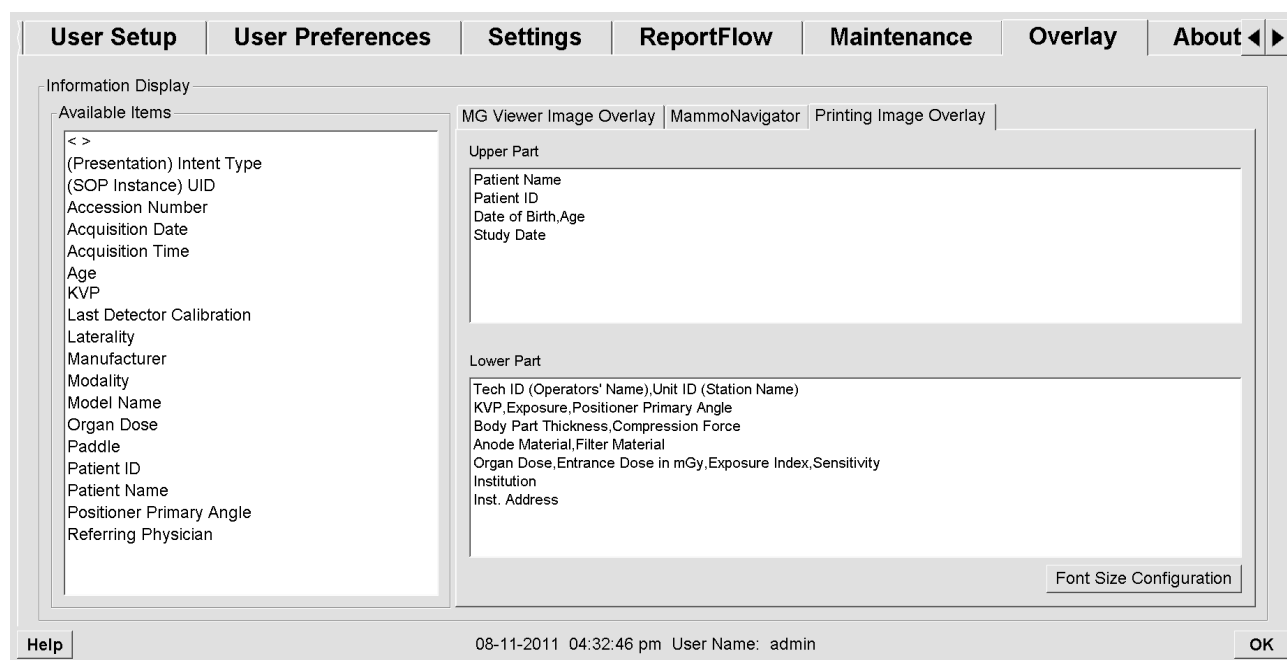 User Setup User Preferences Settings ReportFlow Maintenance Overlay About
Information Display
Available Items
< >
(Presentation) Intent Type
(SOP Instance) UID
Accession Number
Acquisition Date
Acquisition Time
Age
KVP
Last Detector Calibration
Laterality
Manufacturer
Modality
Model Name
Organ Dose
Paddle
Patient ID
Patient Name
Positioner Primary Angle
Referring Physician
MG Viewer Image Overlay MammoNavigator Printing Image Overlay
Upper Part
Patient Name
Patient ID
Date of Birth,Age
Study Date
Lower Part
Tech ID (Operators' Name),Unit ID (Station Name)
KVP,Exposure,Positioner Primary Angle
Body Part Thickness,Compression Force
Anode Material,Filter Material
Organ Dose,Entrance Dose in mGy,Exposure Index,Sensitivity
Institution
Inst. Address
Font Size Configuration
Help 08-11-2011 04:32:46 pm User Name: admin OK